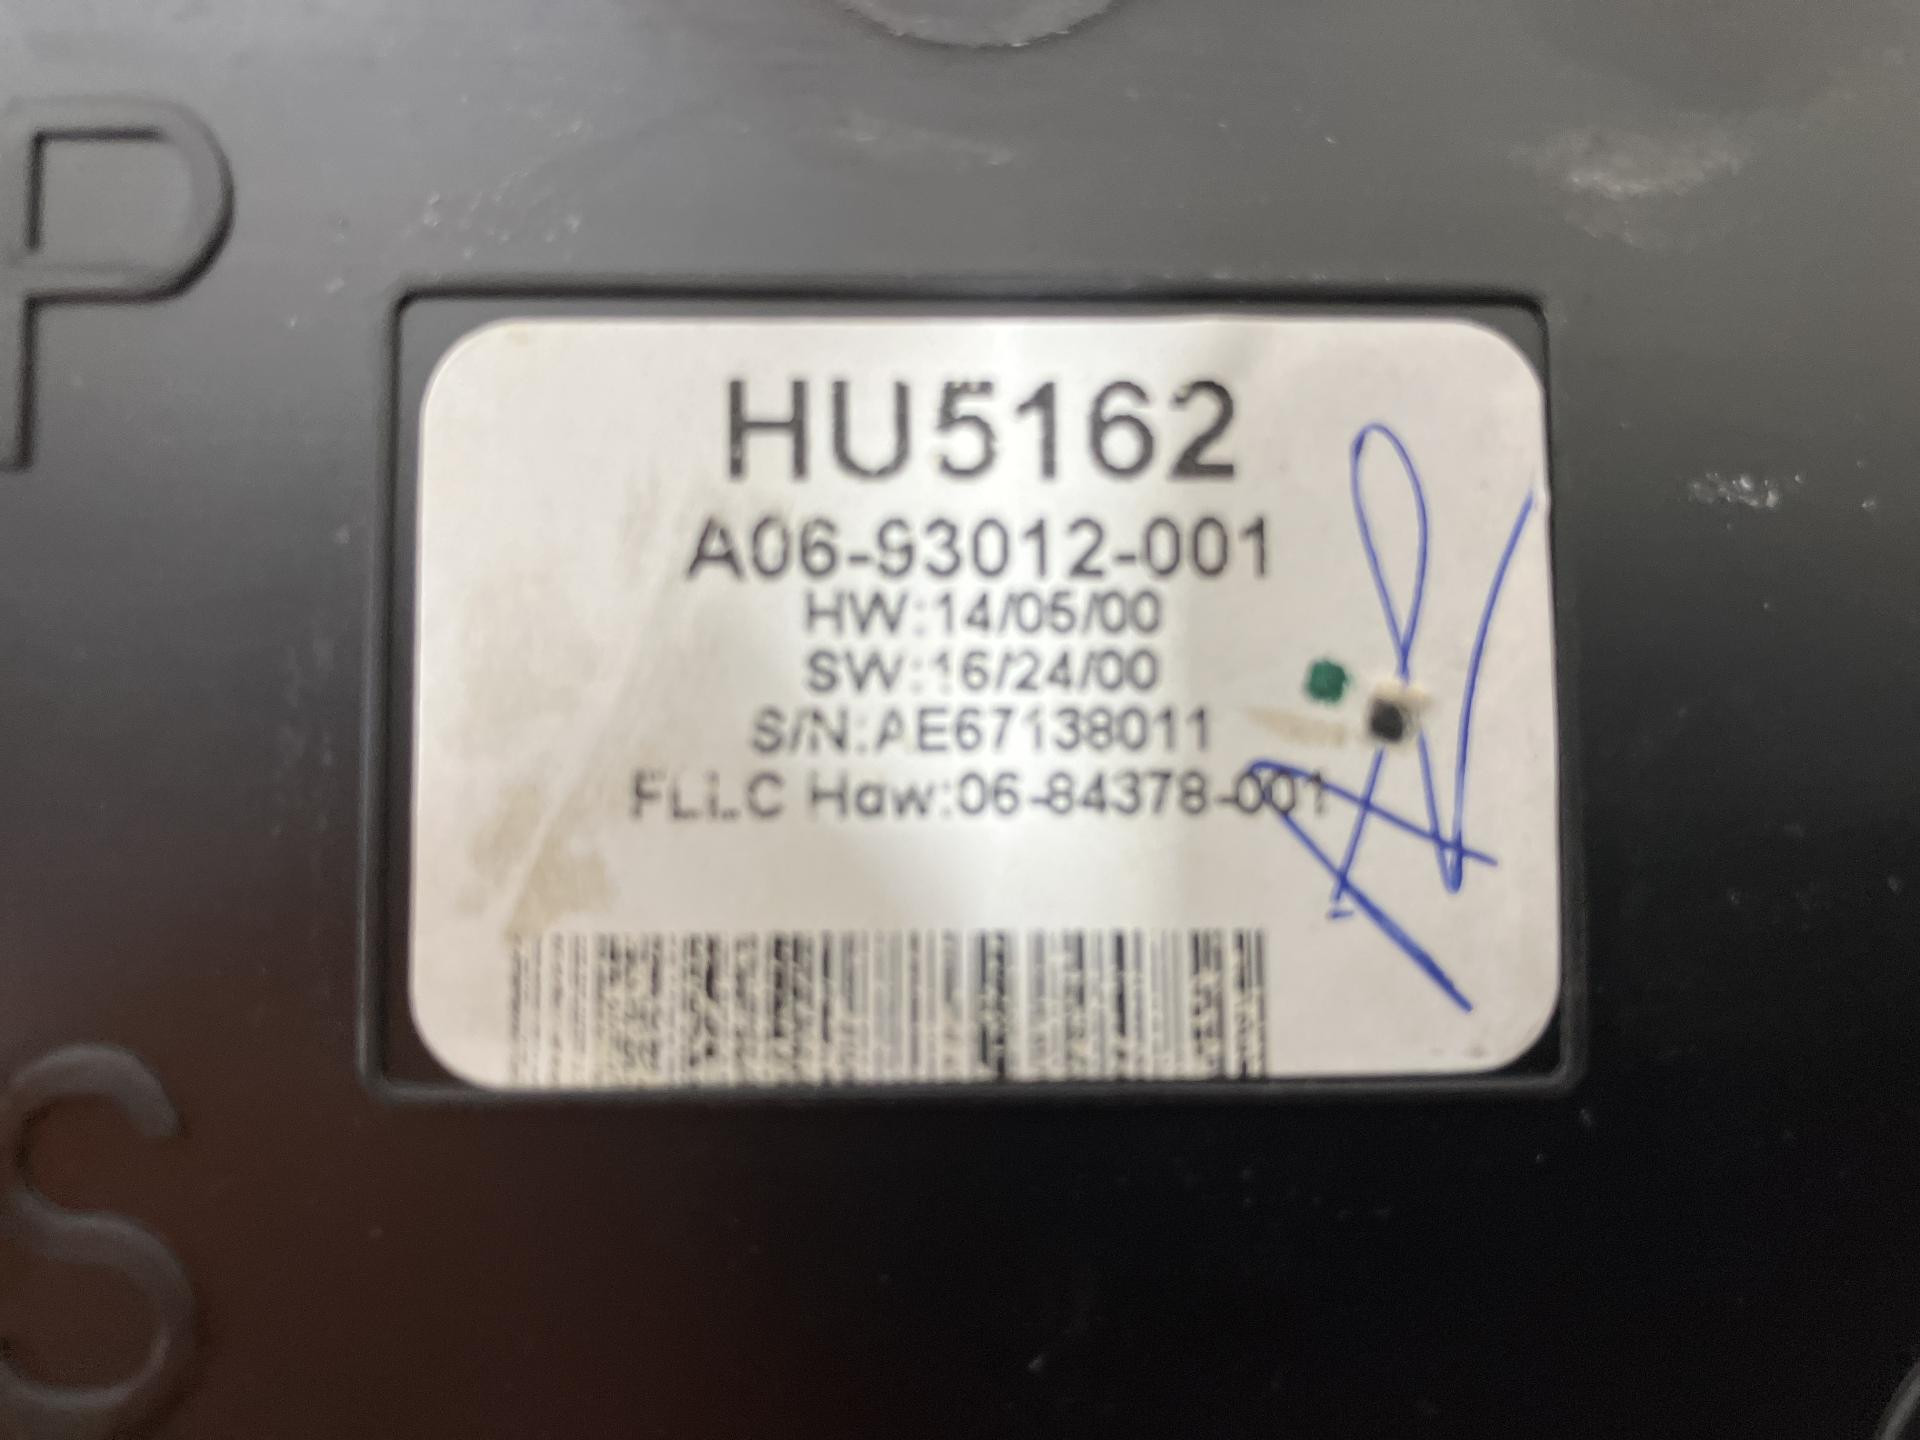 P
HU5162
A06-93012-001
HW:14/05/00
SW:16/24/00
S/N:AE67138011
FLLC Haw:06-84378-001
S